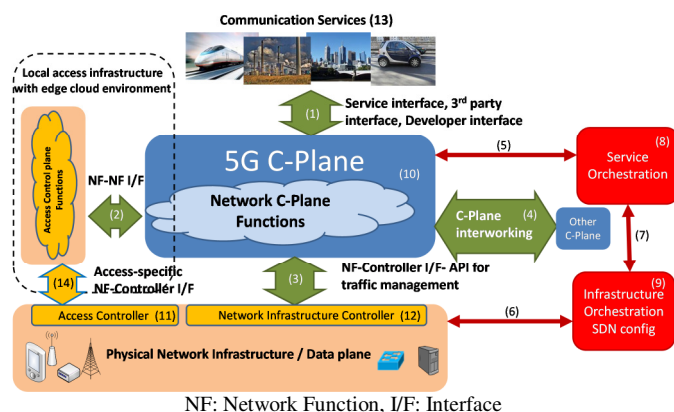 Communication Services (13)
Local access infrastructure
with edge cloud environment
(1)
Service interface, 3rd party
interface, Developer interface
Access Control plane
Functions
NF-NF I/F
(2)
5G C-Plane
(10)
Network C-Plane
Functions
(5)
(8)
Service
Orchestration
C-Plane (4)
interworking
Other
C-Plane
(7)
(14)
Access-specific
NF-Controller I/F
(3)
NF-Controller I/F- API for
traffic management
(9)
Infrastructure
Orchestration
SDN config
(6)
Access Controller (11)
Network Infrastructure Controller (12)
Physical Network Infrastructure / Data plane
NF: Network Function, I/F: Interface